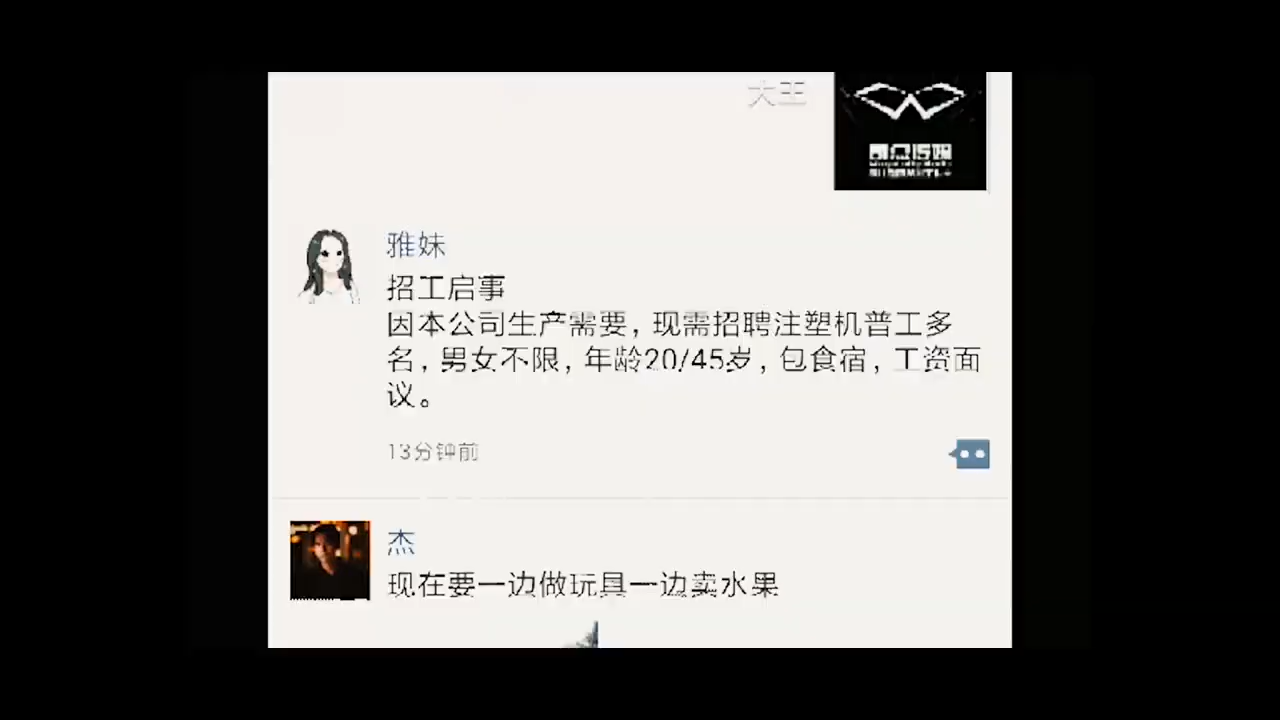 大王
雅妹
招工启事
因本公司生产需要，现需招聘注塑机普工多
名，男女不限，年龄20/45岁，包食宿，工资面
议。
13分钟前
杰
现在要一边做玩具一边卖水果